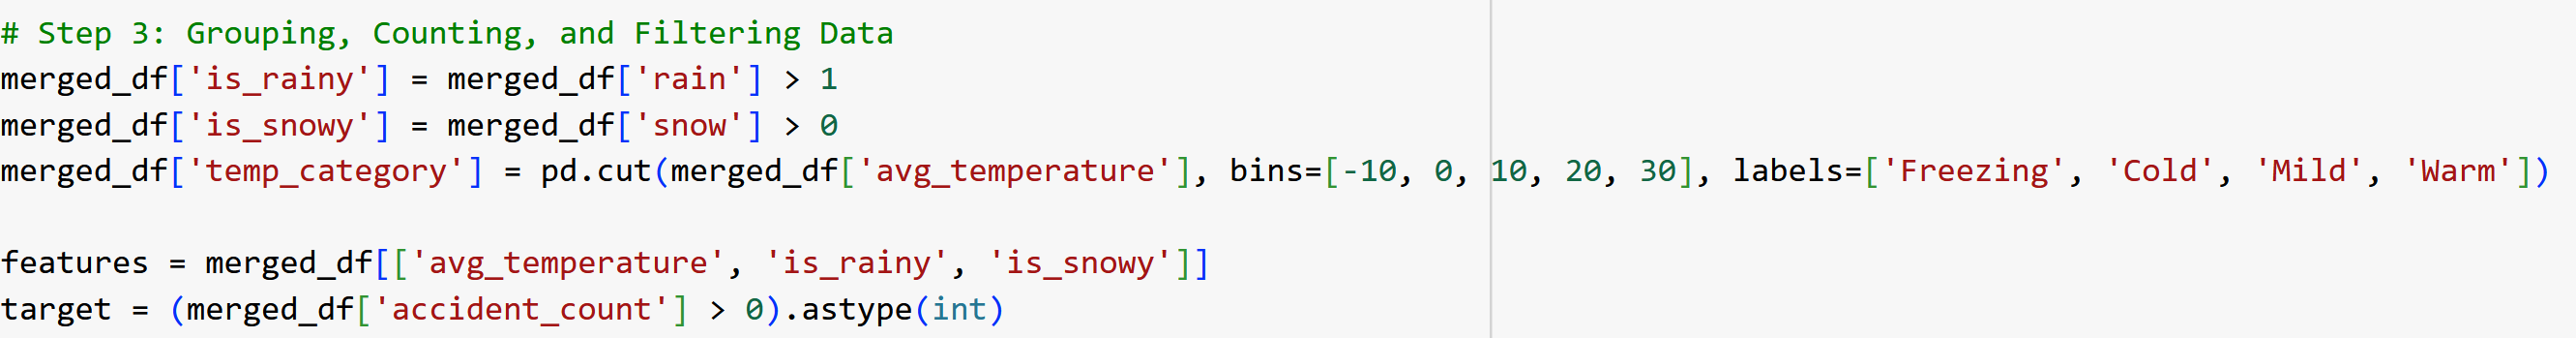 # Step 3: Grouping, Counting, and Filtering Data
merged_df['is_rainy'] = merged_df['rain'] > 1
merged_df['is_snowy'] = merged_df['snow'] > 0
merged_df['temp_category'] = pd.cut(merged_df['avg_temperature'], bins=[-10, 0, 10, 20, 30], labels=['Freezing', 'Cold', 'Mild', 'Warm'])
features = merged_df[['avg_temperature', 'is_rainy', 'is_snowy']]
target = (merged_df['accident_count'] > 0).astype(int)